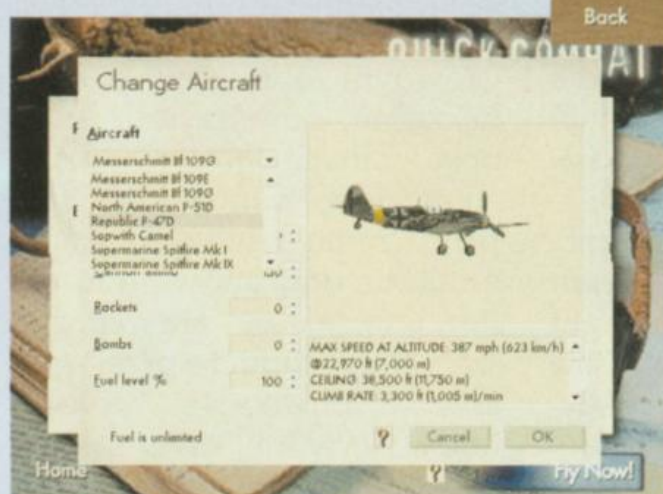 Back
QUICK COMBAT
Change Aircraft
Aircraft
Messerschmitt Bf 109G
Messerschmitt Bf 109E
Messerschmitt Bf 109G
North American P-51D
Republic P-47D
Sopwith Camel
Supermarine Spitfire Mk I
Supermarine Spitfire Mk IX
Rockets 0
Bombs 0
Fuel level % 100
MAX SPEED AT ALTITUDE: 387 mph (623 km/h)
@22,970 ft (7,000 m)
CEILING: 38,500 ft (11,750 m)
CLIMB RATE: 3,300 ft (1,005 m)/min
Fuel is unlimited
? Cancel OK
Home ? Fly Now!